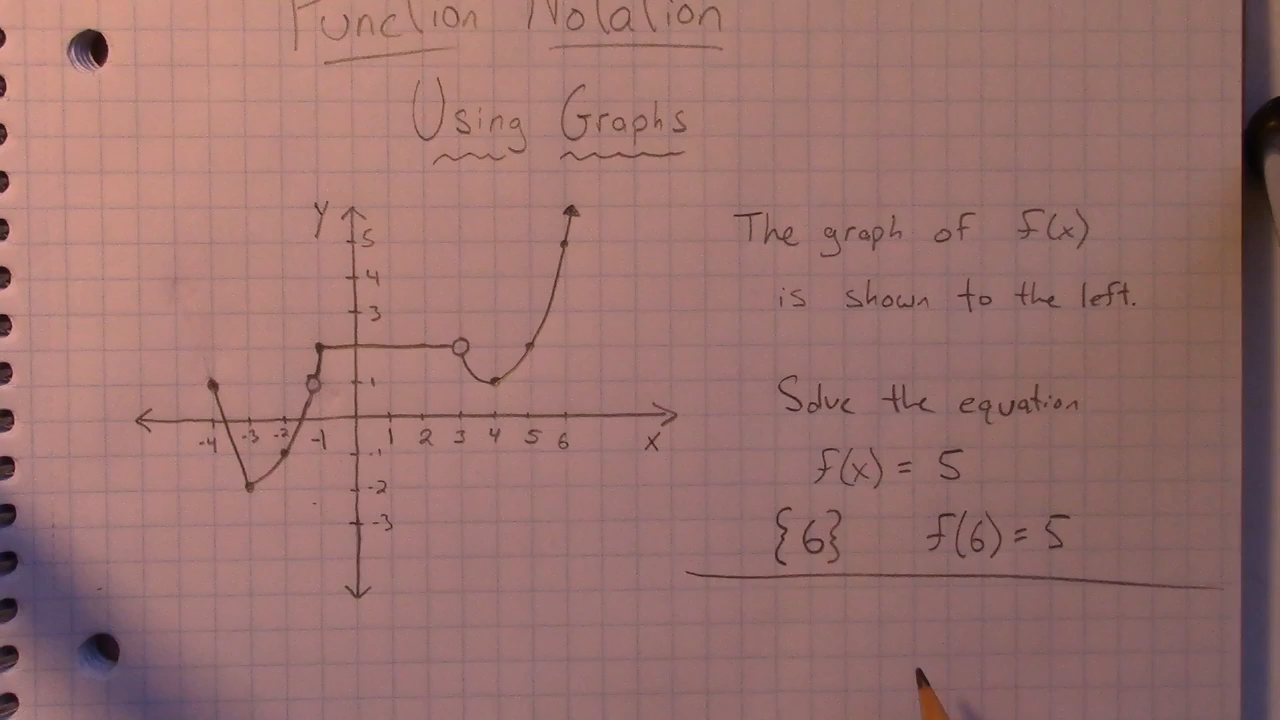 Function Notation
Using Graphs
y
5
4
3
1
-4 -3 -2 -1 1 2 3 4 5 6 x
-1
-2
-3
The graph of f(x)
is shown to the left.
Solve the equation
f(x) = 5
{6} f(6) = 5